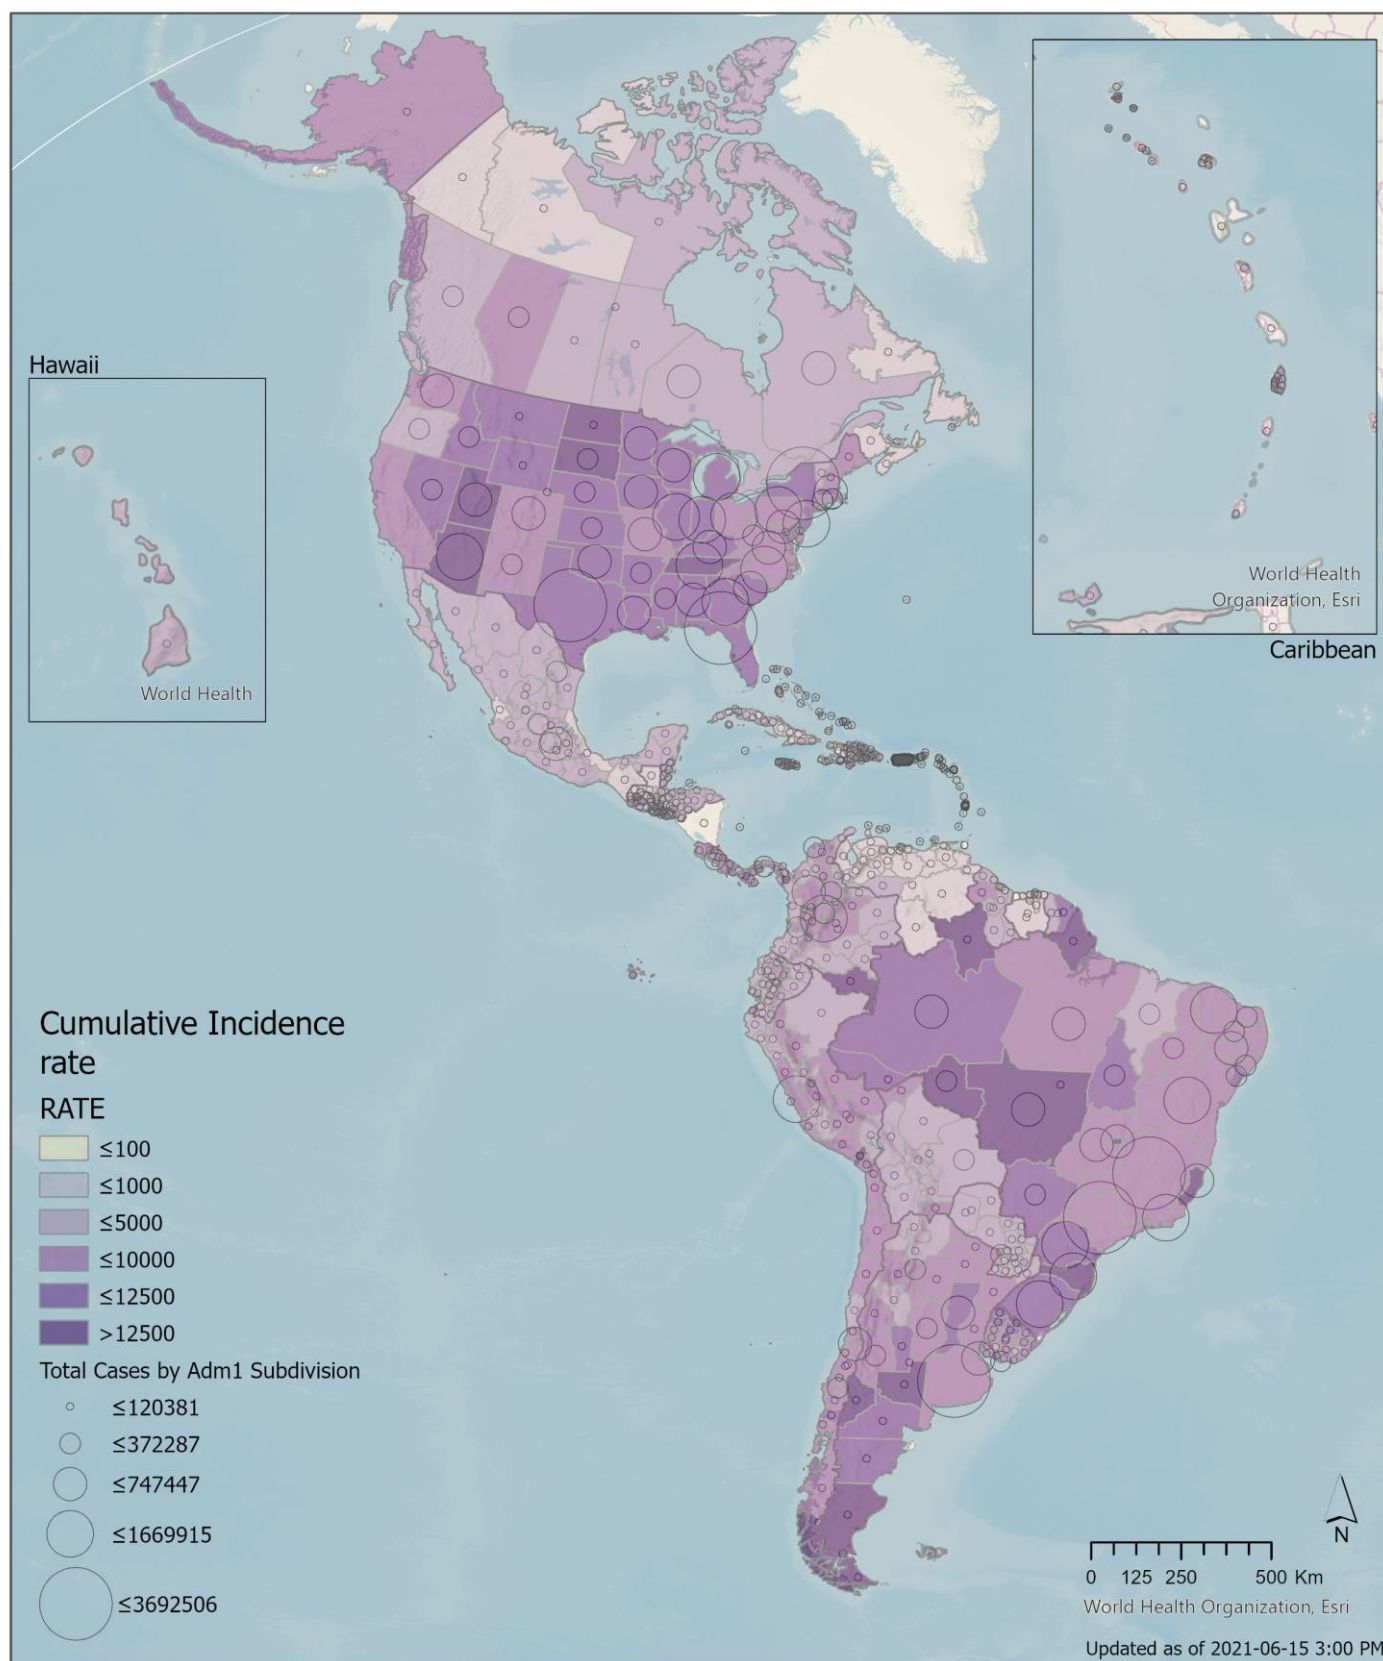 Hawaii
World Health
World Health
Organization, Esri
Caribbean
Cumulative Incidence
rate
RATE
≤100
≤1000
≤5000
≤10000
≤12500
>12500
Total Cases by Adm1 Subdivision
≤120381
≤372287
≤747447
≤1669915
≤3692506
N
0 125 250 500 Km
World Health Organization, Esri
Updated as of 2021-06-15 3:00 PM